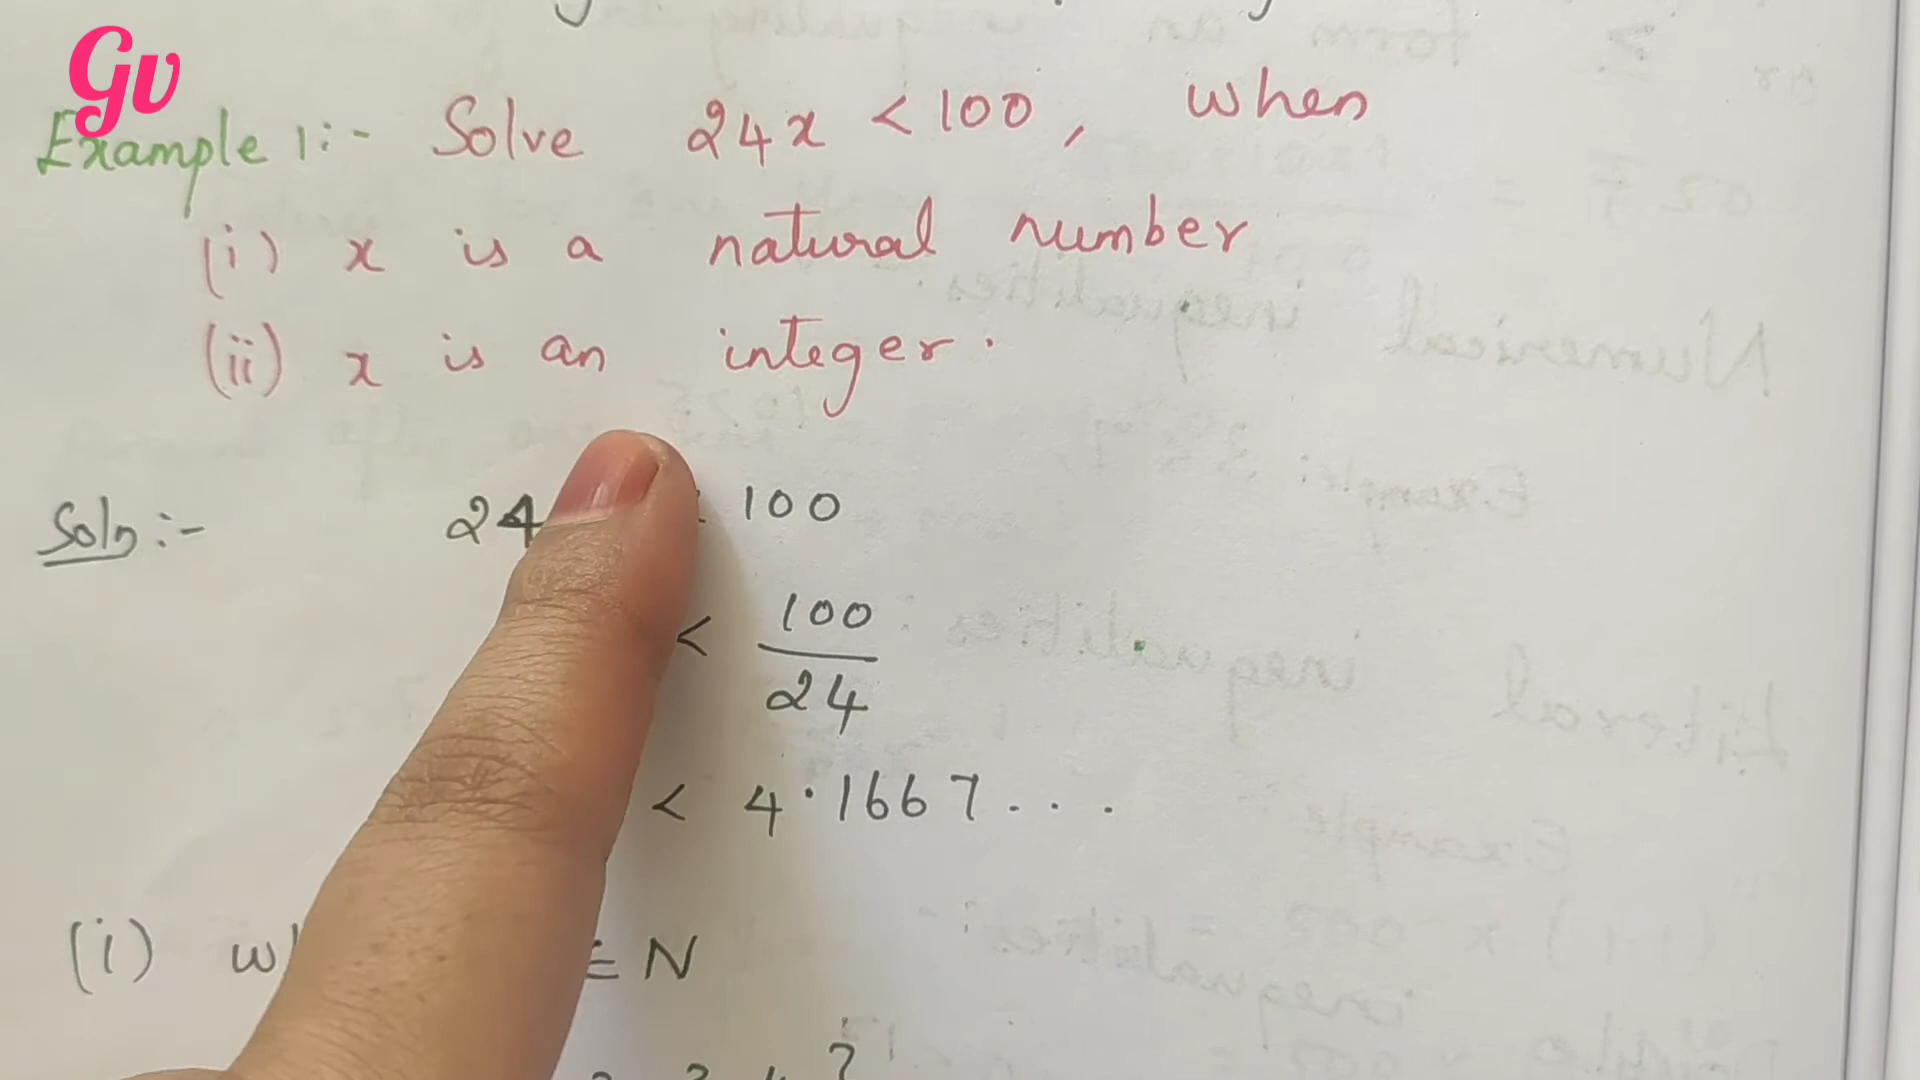 Gv
Example 1:- Solve 24x < 100, when
(i) x is a natural number
(ii) x is an integer.
Soln:- 24 100
< 100/24
< 4.1667...
(i) N